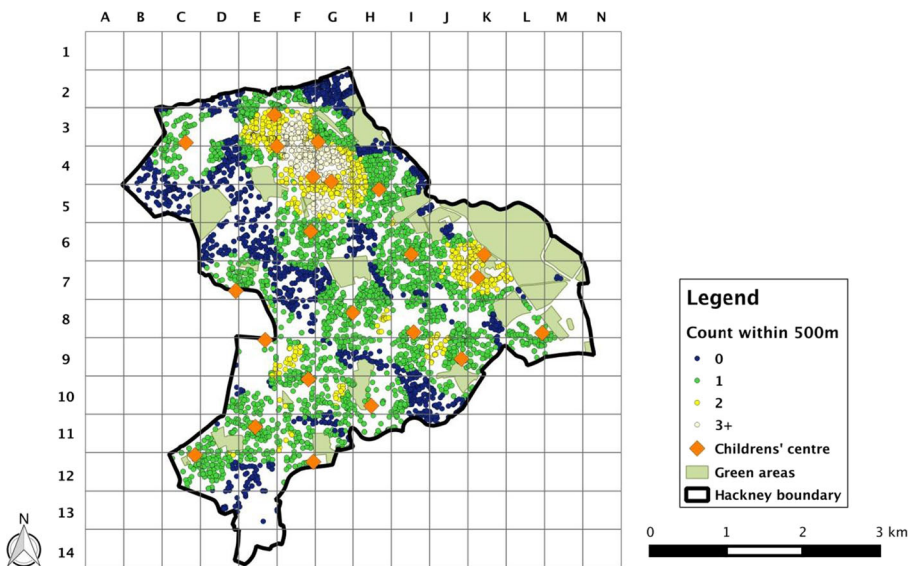 A B C D E F G H I J K L M N
1
2
3
4
5
6
7
8
9
10
11
12
13
14
Legend
Count within 500m
0
1
2
3+
Childrens' centre
Green areas
Hackney boundary
N
0 1 2 3 km